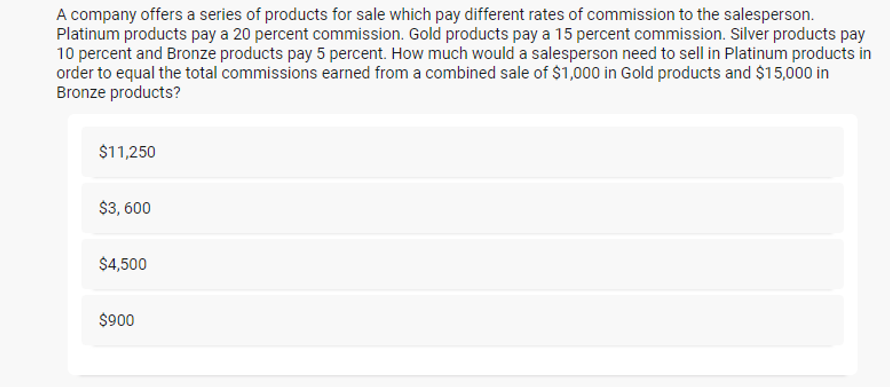 A company offers a series of products for sale which pay different rates of commission to the salesperson.
Platinum products pay a 20 percent commission. Gold products pay a 15 percent commission. Silver products pay
10 percent and Bronze products pay 5 percent. How much would a salesperson need to sell in Platinum products in
order to equal the total commissions earned from a combined sale of $1,000 in Gold products and $15,000 in
Bronze products?
$11,250
$3, 600
$4,500
$900